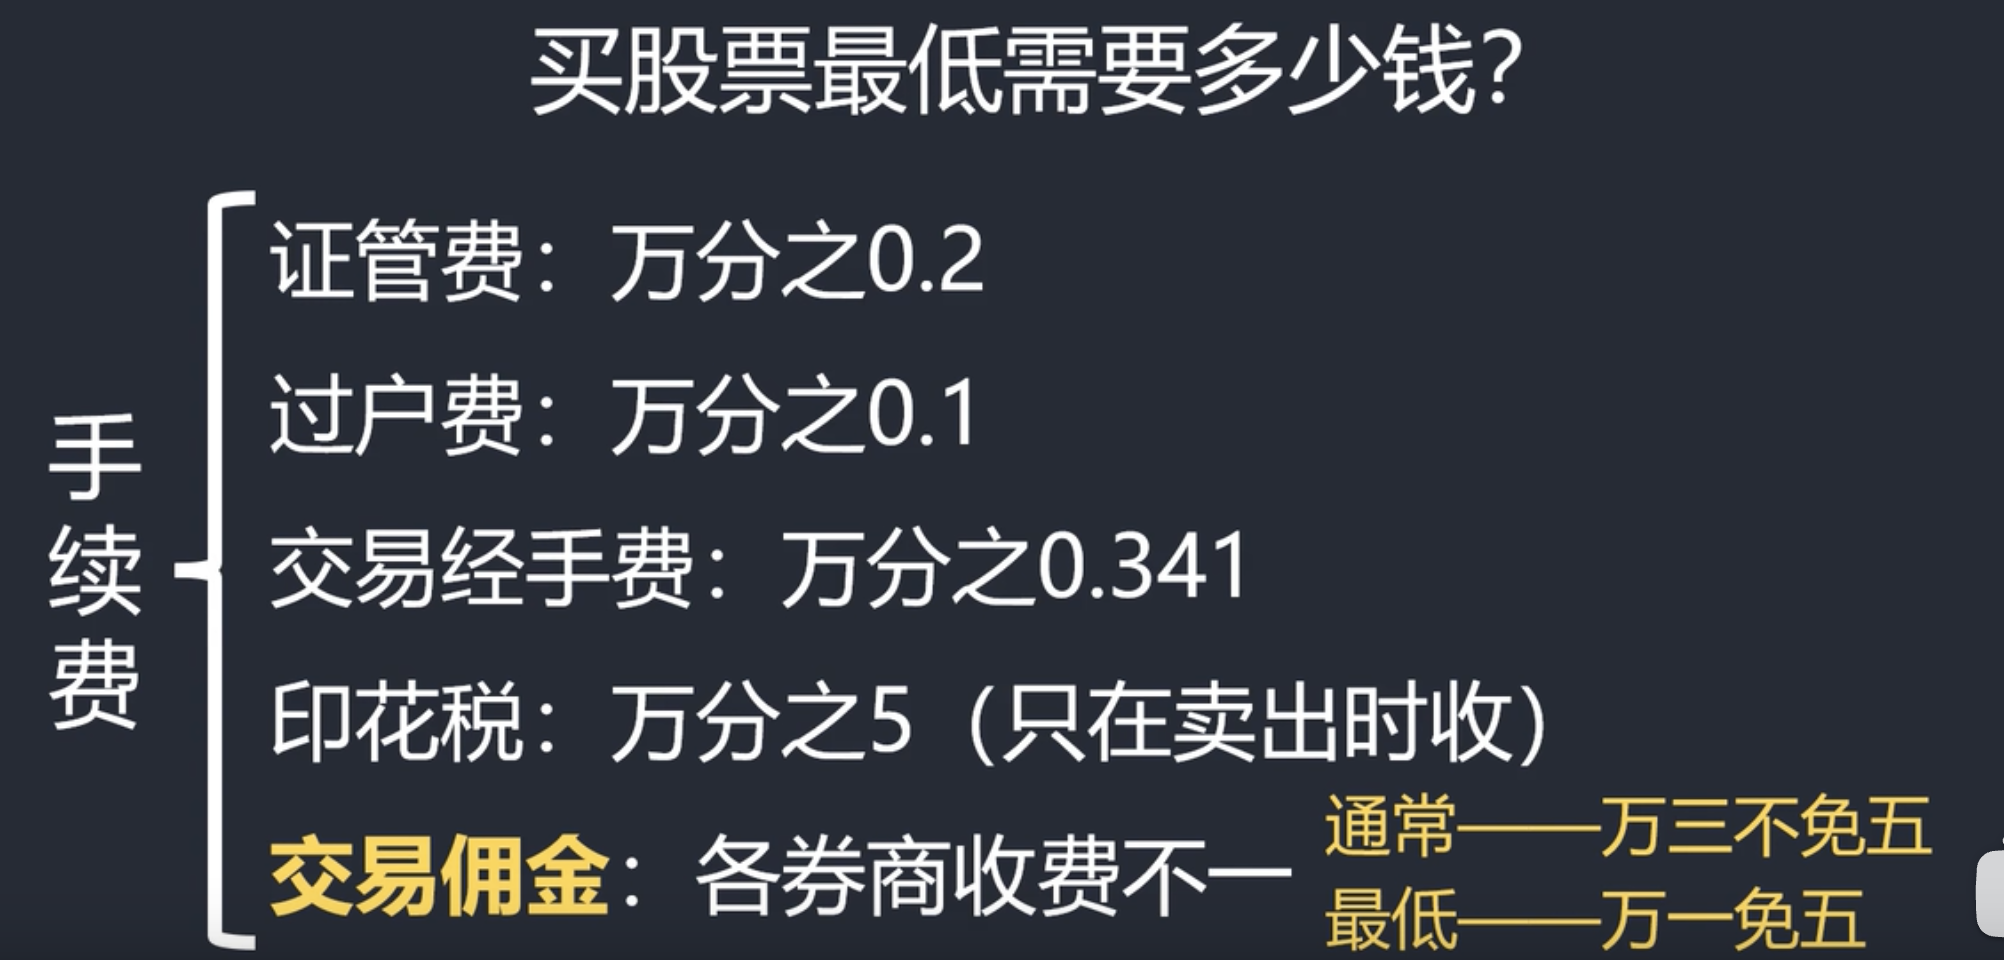 买股票最低需要多少钱?
手续费
证管费：万分之0.2
过户费：万分之0.1
交易经手费：万分之0.341
印花税：万分之5（只在卖出时收）
交易佣金：各券商收费不一
通常——万三不免五
最低——万一免五